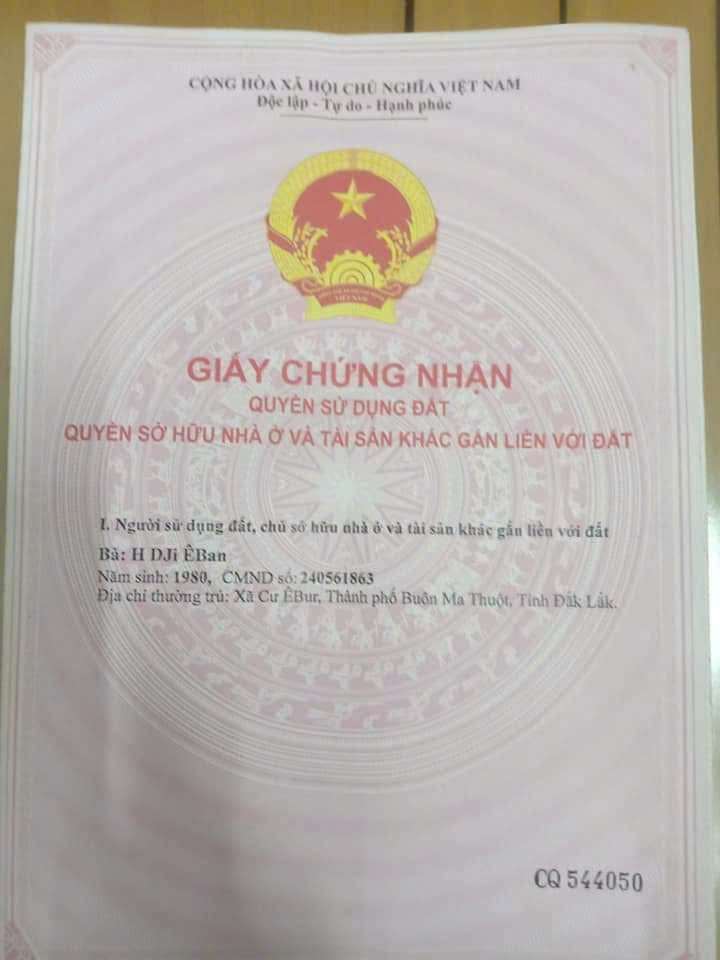 CỘNG HÒA XÃ HỘI CHỦ NGHĨA VIỆT NAM
Độc lập - Tự do - Hạnh phúc
VIỆT NAM
GIẤY CHỨNG NHẬN
QUYỀN SỬ DỤNG ĐẤT
QUYỀN SỞ HỮU NHÀ Ở VÀ TÀI SẢN KHÁC GẮN LIỀN VỚI ĐẤT
I. Người sử dụng đất, chủ sở hữu nhà ở và tài sản khác gắn liền với đất
Bà: H DJi ÊBan
Năm sinh: 1980, CMND số: 240561863
Địa chỉ thường trú: Xã Cư ÊBur, Thành phố Buôn Ma Thuột, Tỉnh Đắk Lắk.
CQ 544050